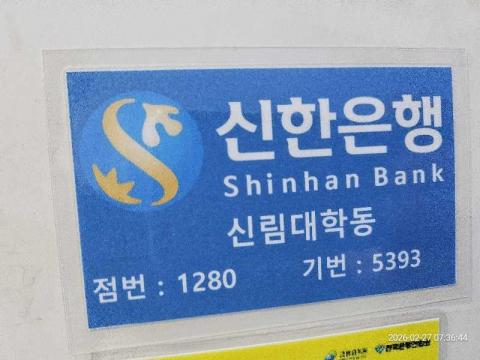 신한은행
Shinhan Bank
신림대학동
점번 : 1280
기번 : 5393
2026-02-27 07:36:44